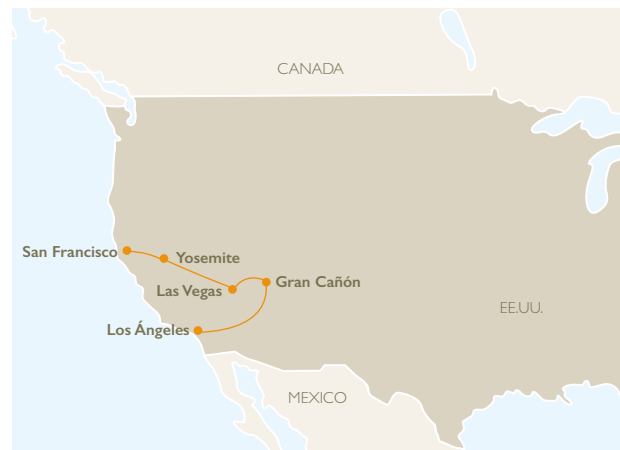 CANADA
San Francisco
Yosemite
Las Vegas
Gran Cañón
EE.UU.
Los Ángeles
MEXICO